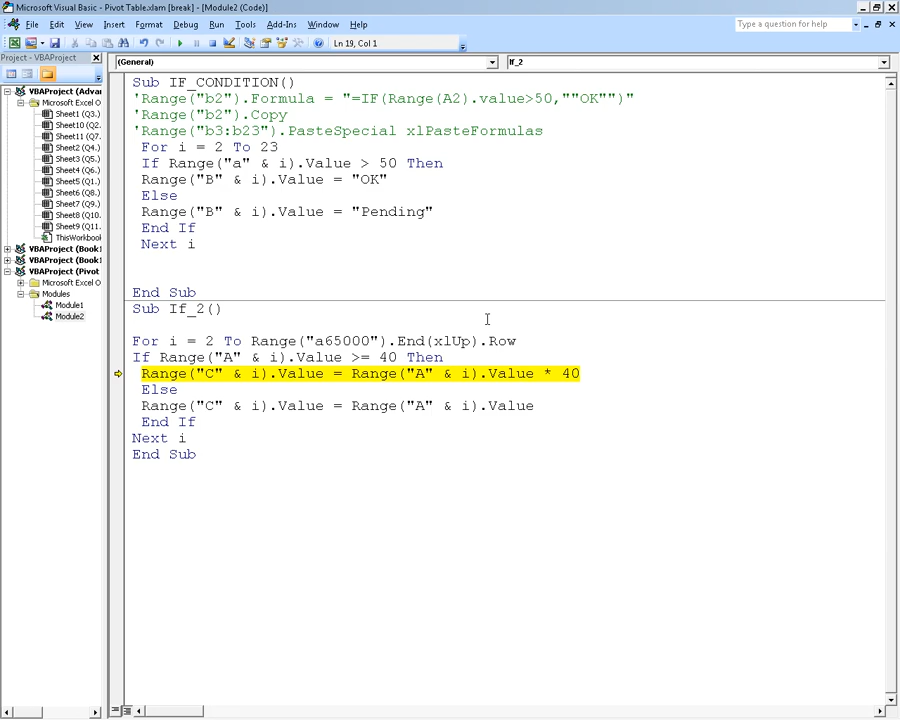 Microsoft Visual Basic - Pivot Table.xlam [break] - [Module2 (Code)]
File Edit View Insert Format Debug Run Tools Add-Ins Window Help
Type a question for help
Ln 19, Col 1
Project - VBAProject
(General)
If_2
VBAProject (Advan
Microsoft Excel O
Sheet1 (Q3.)
Sheet10 (Q2.
Sheet11 (Q7.
Sheet2 (Q4.)
Sheet3 (Q5.)
Sheet4 (Q6.)
Sheet5 (Q1.)
Sheet6 (Q8.)
Sheet7 (Q9.)
Sheet8 (Q10.
Sheet9 (Q11.
ThisWorkbook
VBAProject (Book1
VBAProject (Book1
VBAProject (Pivot
Microsoft Excel O
Modules
Module1
Module2
Sub IF_CONDITION()
'Range("b2").Formula = "=IF(Range(A2).value>50,""OK"")"
'Range("b2").Copy
'Range("b3:b23").PasteSpecial xlPasteFormulas
For i = 2 To 23
If Range("a" & i).Value > 50 Then
Range("B" & i).Value = "OK"
Else
Range("B" & i).Value = "Pending"
End If
Next i
End Sub
Sub If_2()
For i = 2 To Range("a65000").End(xlUp).Row
If Range("A" & i).Value >= 40 Then
Range("C" & i).Value = Range("A" & i).Value * 40
Else
Range("C" & i).Value = Range("A" & i).Value
End If
Next i
End Sub